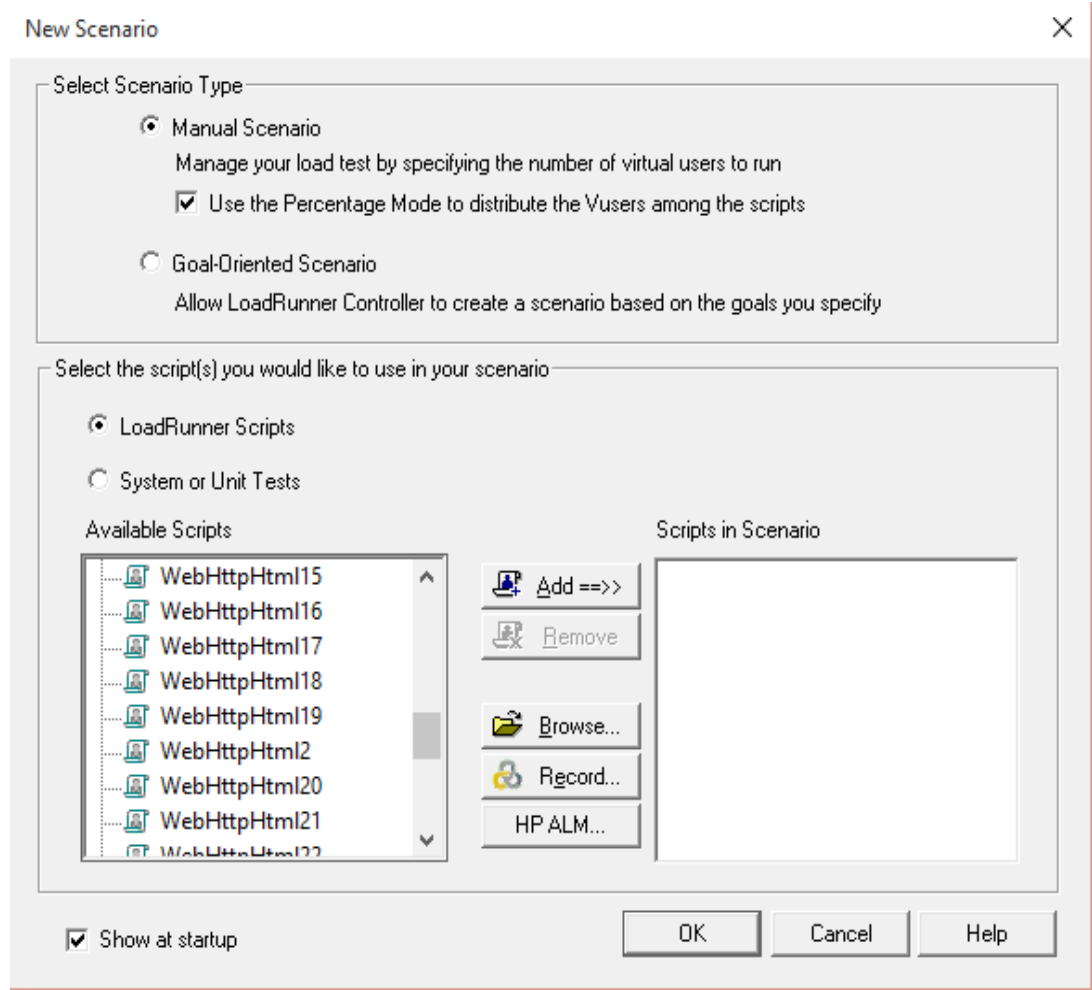 New Scenario
Select Scenario Type
Manual Scenario
Manage your load test by specifying the number of virtual users to run
Use the Percentage Mode to distribute the Vusers among the scripts
Goal-Oriented Scenario
Allow LoadRunner Controller to create a scenario based on the goals you specify
Select the script(s) you would like to use in your scenario
LoadRunner Scripts
System or Unit Tests
Available Scripts
WebHttpHtml15
WebHttpHtml16
WebHttpHtml17
WebHttpHtml18
WebHttpHtml19
WebHttpHtml2
WebHttpHtml20
WebHttpHtml21
WebHttpHtml22
Add ==>>
Remove
Browse...
Record...
HP ALM...
Scripts in Scenario
Show at startup
OK
Cancel
Help